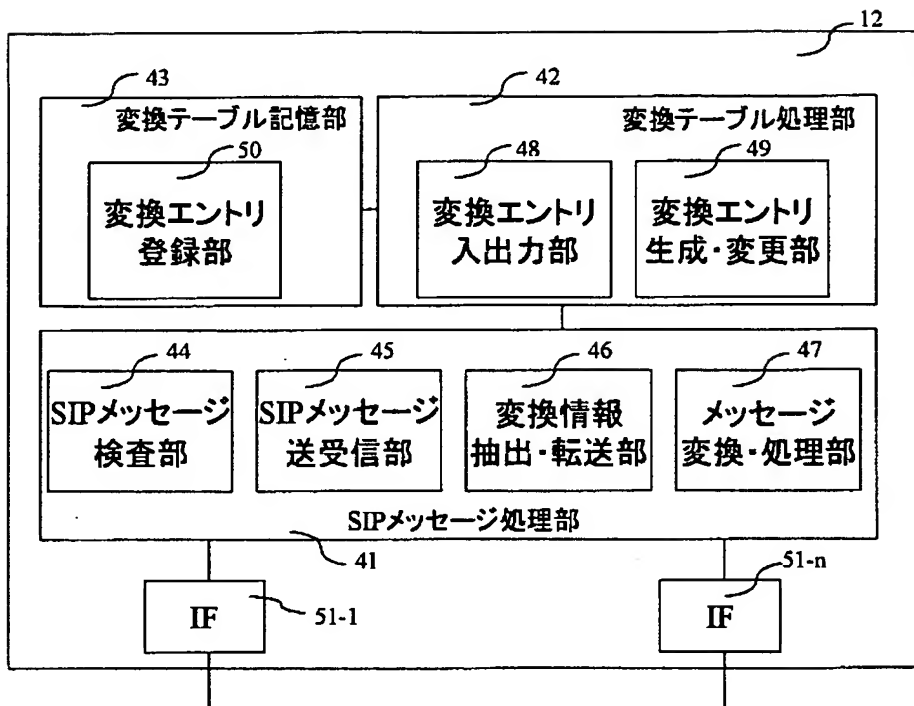 12
43
変換テーブル記憶部
50
変換エントリ
登録部
42
変換テーブル処理部
48
変換エントリ
入出力部
49
変換エントリ
生成・変更部
44
SIPメッセージ
検査部
45
SIPメッセージ
送受信部
46
変換情報
抽出・転送部
47
メッセージ
変換・処理部
SIPメッセージ処理部
41
IF
51-1
IF
51-n